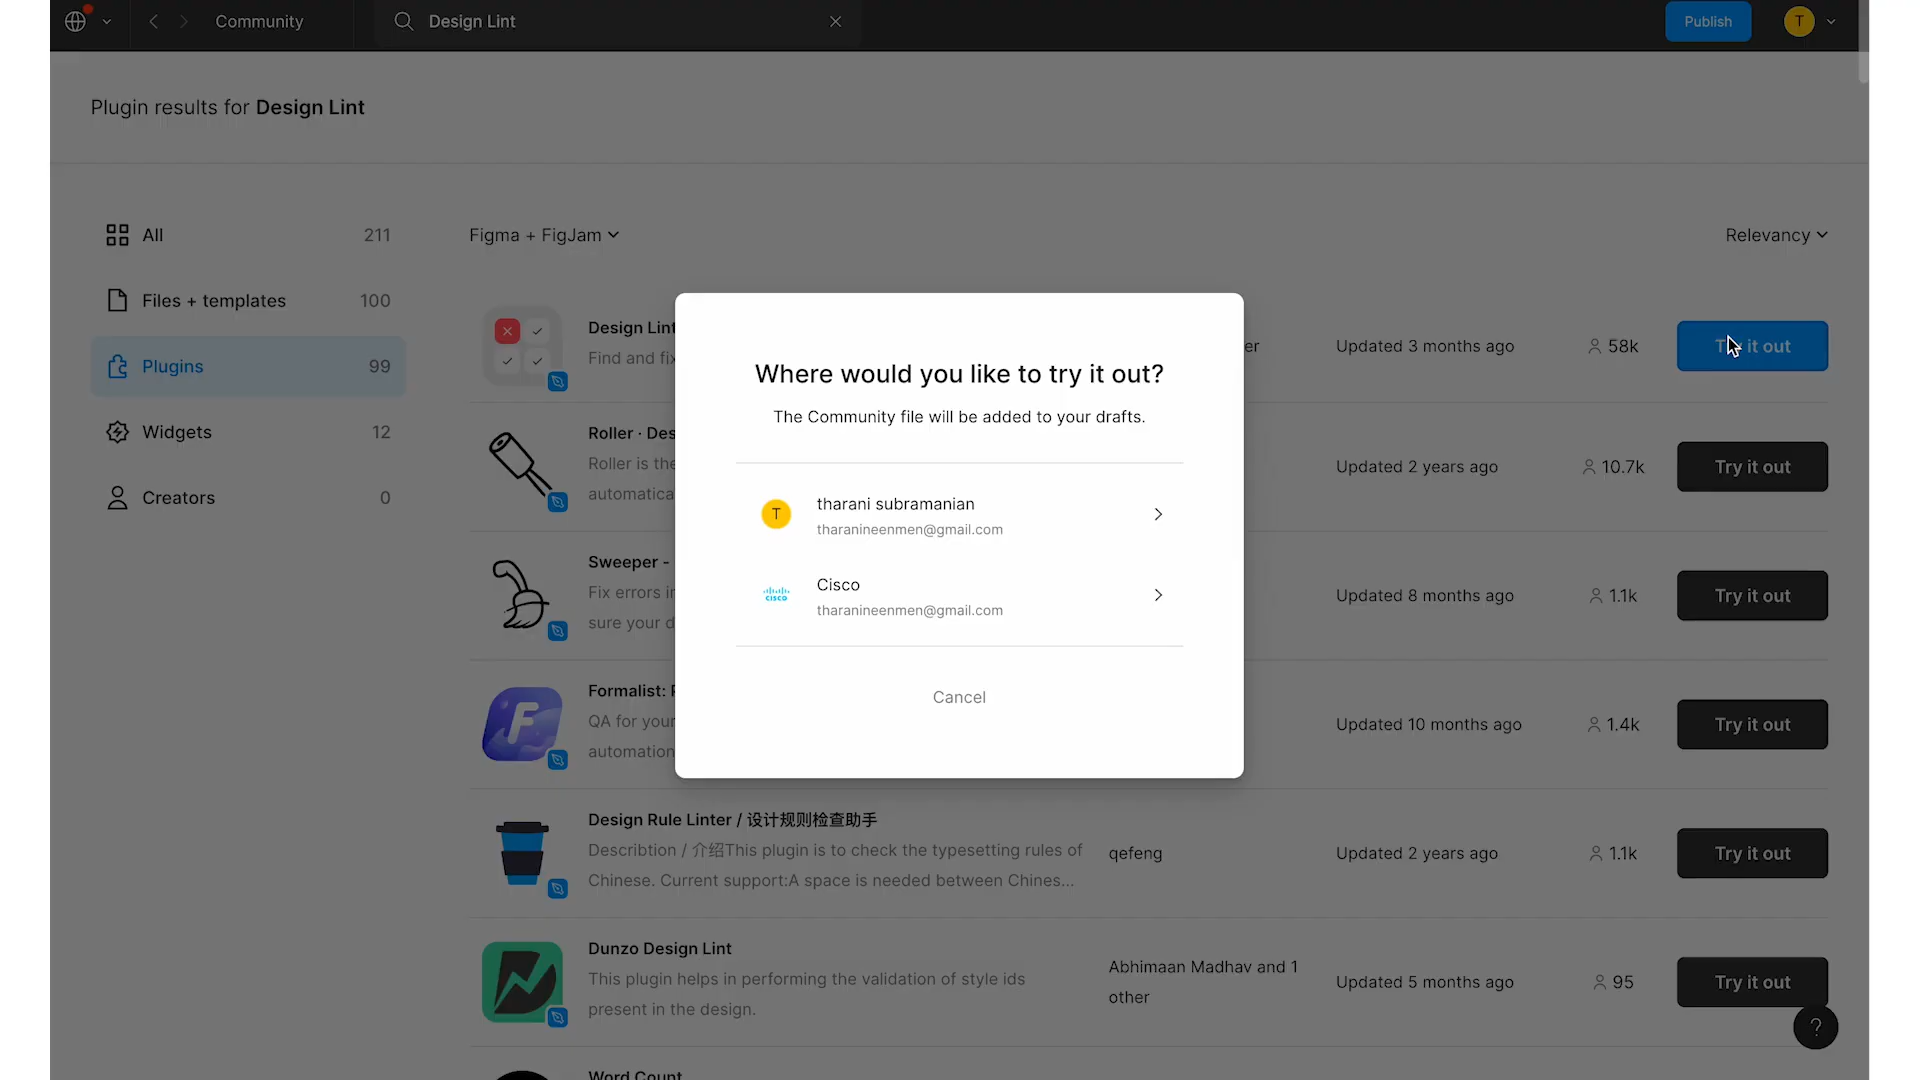 Community
Design Lint
Publish
T
Plugin results for Design Lint
All 211
Files + templates 100
Plugins 99
Widgets 12
Creators 0
Figma + FigJam
Relevancy
Design Lint
Find and fix
er
Updated 3 months ago
58k
Try it out
Roller · Des
Roller is the
automatica
Updated 2 years ago
10.7k
Try it out
Sweeper -
Fix errors i
sure your d
Updated 8 months ago
1.1k
Try it out
Formalist:
QA for your
automation
Updated 10 months ago
1.4k
Try it out
Design Rule Linter / 设计规则检查助手
Describtion / 介绍This plugin is to check the typesetting rules of
Chinese. Current support:A space is needed between Chines...
qefeng
Updated 2 years ago
1.1k
Try it out
Dunzo Design Lint
This plugin helps in performing the validation of style ids
present in the design.
Abhimaan Madhav and 1
other
Updated 5 months ago
95
Try it out
Word Count
?
Where would you like to try it out?
The Community file will be added to your drafts.
T
tharani subramanian
tharanineenmen@gmail.com
CISCO
Cisco
tharanineenmen@gmail.com
Cancel